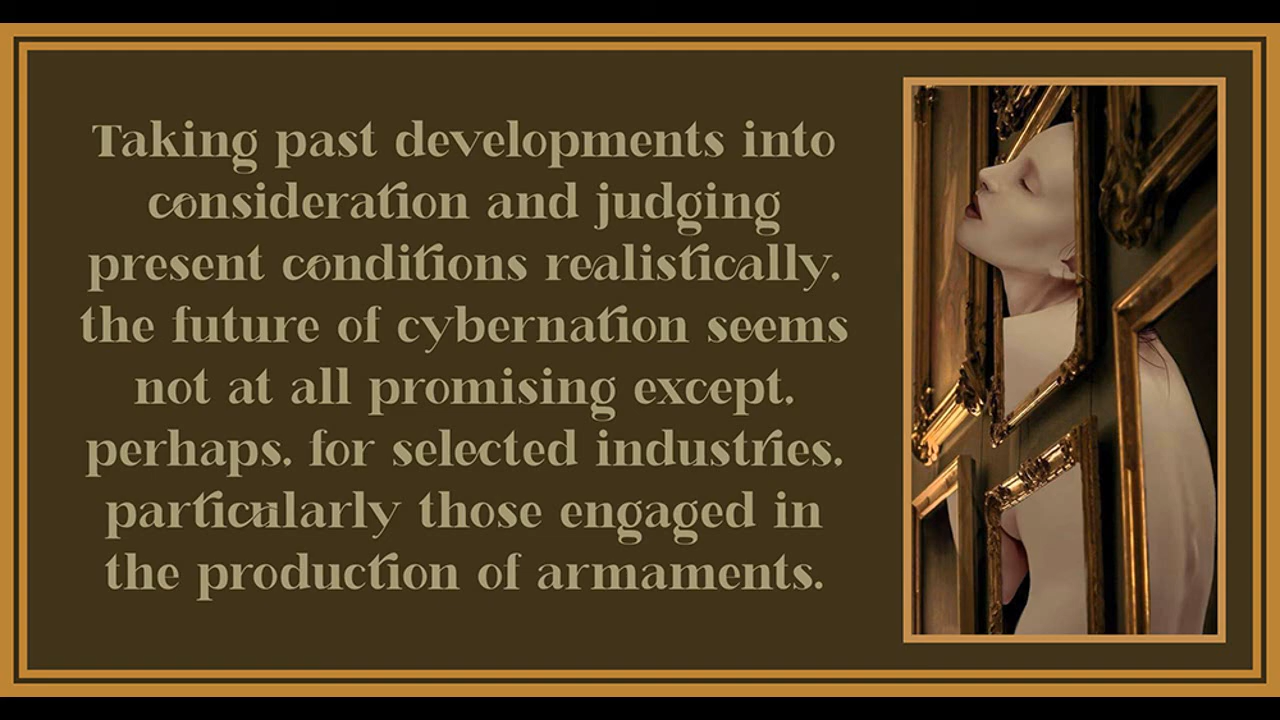 Taking past developments into
consideration and judging
present conditions realistically,
the future of cybernation seems
not at all promising except,
perhaps, for selected industries,
particularly those engaged in
the production of armaments.